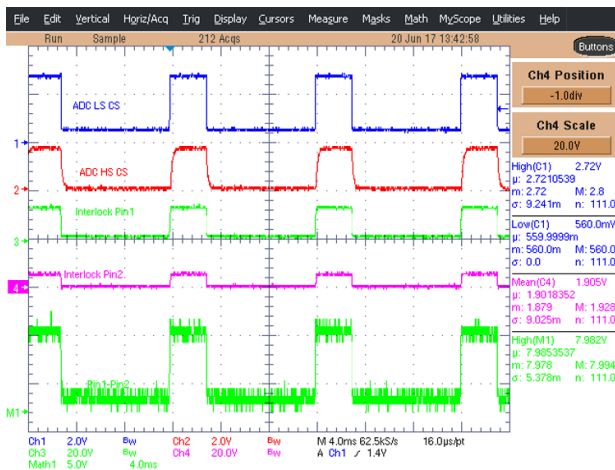 File Edit Vertical Horiz/Acq Trig Display Cursors Measure Masks Math MyScope Utilities Help
Run Sample 212 Acqs 20 Jun 17 13:42:58
Buttons
Ch4 Position
-1.0div
Ch4 Scale
20.0V
ADC LS CS
1
ADC HS CS
2
Interlock Pin1
3
Interlock Pin2
4
Pin1-Pin2
M1
High(C1) 2.72V
µ: 2.7210539
m: 2.72 M: 2.8
σ: 9.241m n: 111.0
Low(C1) 560.0mV
µ: 559.9999m
m: 560.0m M: 560.0
σ: 0.0 n: 111.0
Mean(C4) 1.905V
µ: 1.9018352
m: 1.879 M: 1.928
σ: 9.025m n: 111.0
High(M1) 7.982V
µ: 7.9853537
m: 7.978 M: 7.994
σ: 5.378m n: 111.0
Ch1 2.0V Bw Ch2 2.0V Bw M 4.0ms 62.5kS/s 16.0µs/pt
Ch3 20.0V Bw Ch4 20.0V Bw A Ch1 / 1.4V
Math1 5.0V 4.0ms